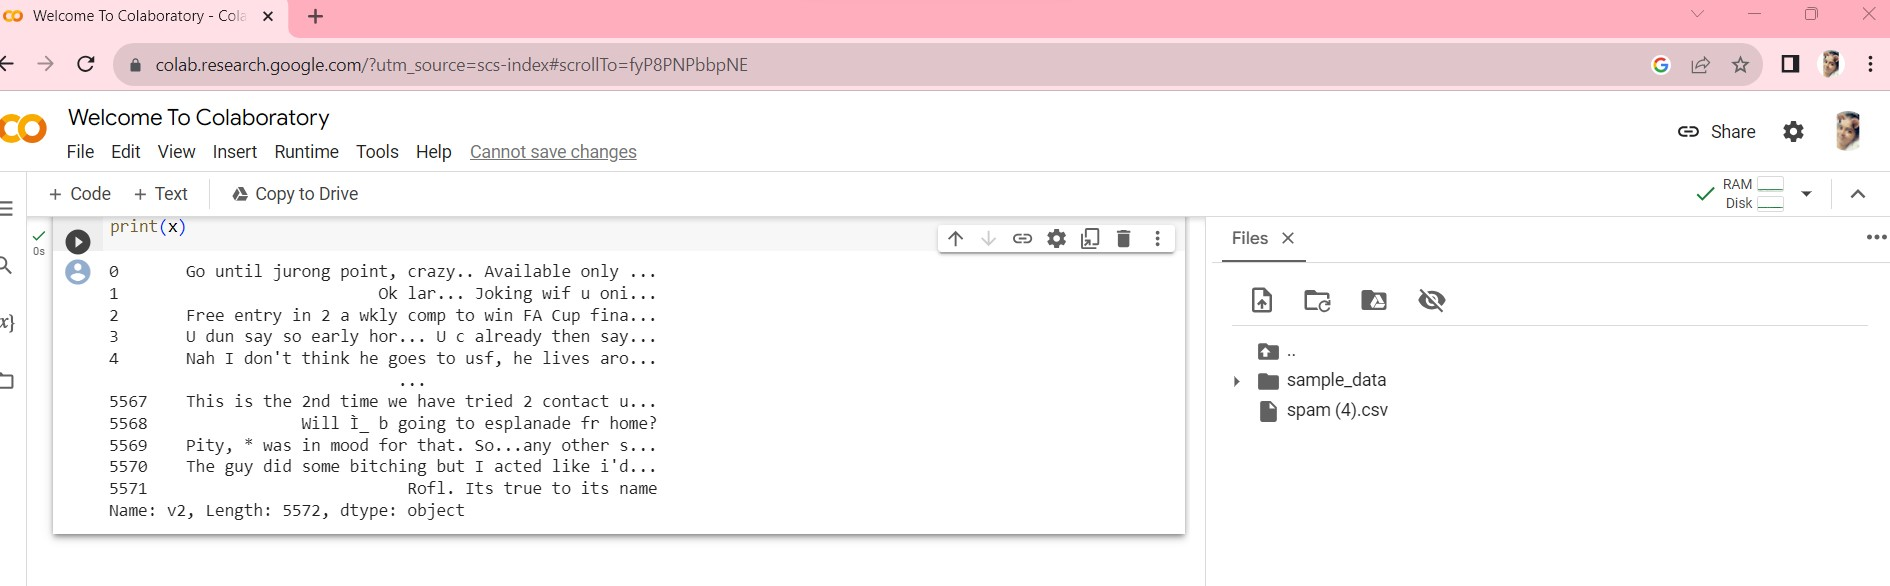 Welcome To Colaboratory - Cola
colab.research.google.com/?utm_source=scs-index#scrollTo=fyP8PNPbbpNE
Welcome To Colaboratory
File Edit View Insert Runtime Tools Help Cannot save changes
Share
+ Code + Text Copy to Drive
RAM
Disk
print(x)
0s
0 Go until jurong point, crazy.. Available only ...
1 Ok lar... Joking wif u oni...
2 Free entry in 2 a wkly comp to win FA Cup fina...
3 U dun say so early hor... U c already then say...
4 Nah I don't think he goes to usf, he lives aro...
...
5567 This is the 2nd time we have tried 2 contact u...
5568 Will Ì_ b going to esplanade fr home?
5569 Pity, * was in mood for that. So...any other s...
5570 The guy did some bitching but I acted like i'd...
5571 Rofl. Its true to its name
Name: v2, Length: 5572, dtype: object
Files
..
sample_data
spam (4).csv